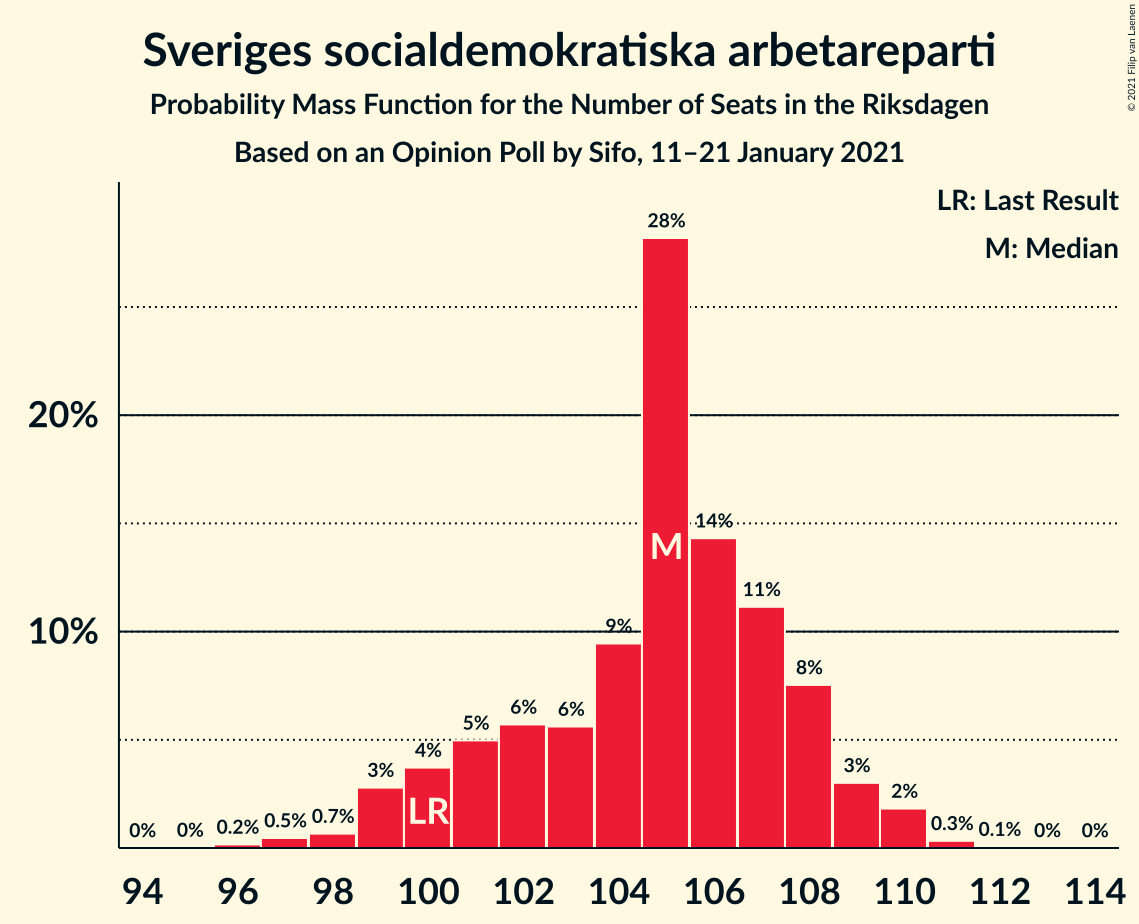 Sveriges socialdemokratiska arbetareparti
Probability Mass Function for the Number of Seats in the Riksdagen
Based on an Opinion Poll by Sifo, 11–21 January 2021
© 2021 Filip van Laenen
LR: Last Result
M: Median
28%
20%
14%
M
11%
10%
9%
8%
6%
6%
5%
4%
3%
3%
2%
LR
0%
0%
0.2%
0.5%
0.7%
0.3%
0.1%
0%
0%
94 96 98 100 102 104 106 108 110 112 114